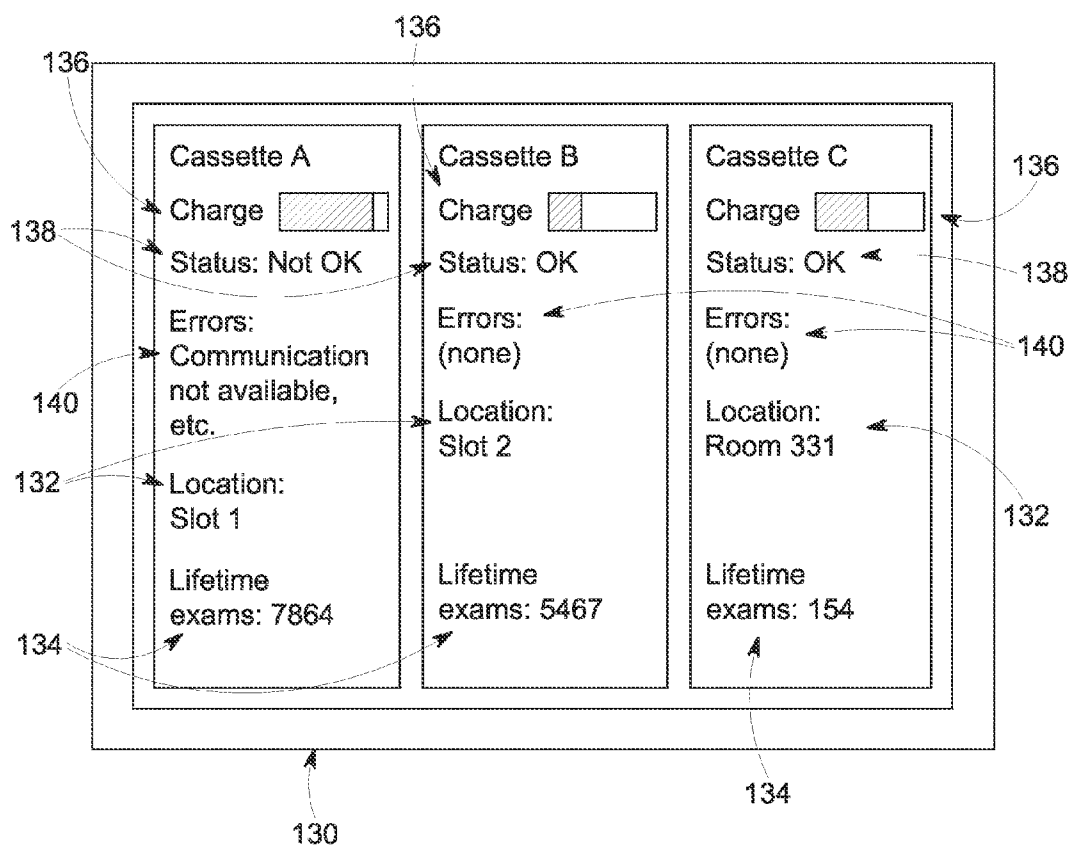 136
136
Cassette A
Charge
Status: Not OK
Errors:
Communication
not available,
etc.
Location:
Slot 1
Lifetime
exams: 7864
Cassette B
Charge
Status: OK
Errors:
(none)
Location:
Slot 2
Lifetime
exams: 5467
Cassette C
Charge
Status: OK
Errors:
(none)
Location:
Room 331
Lifetime
exams: 154
138
140
132
134
136
138
140
132
134
130